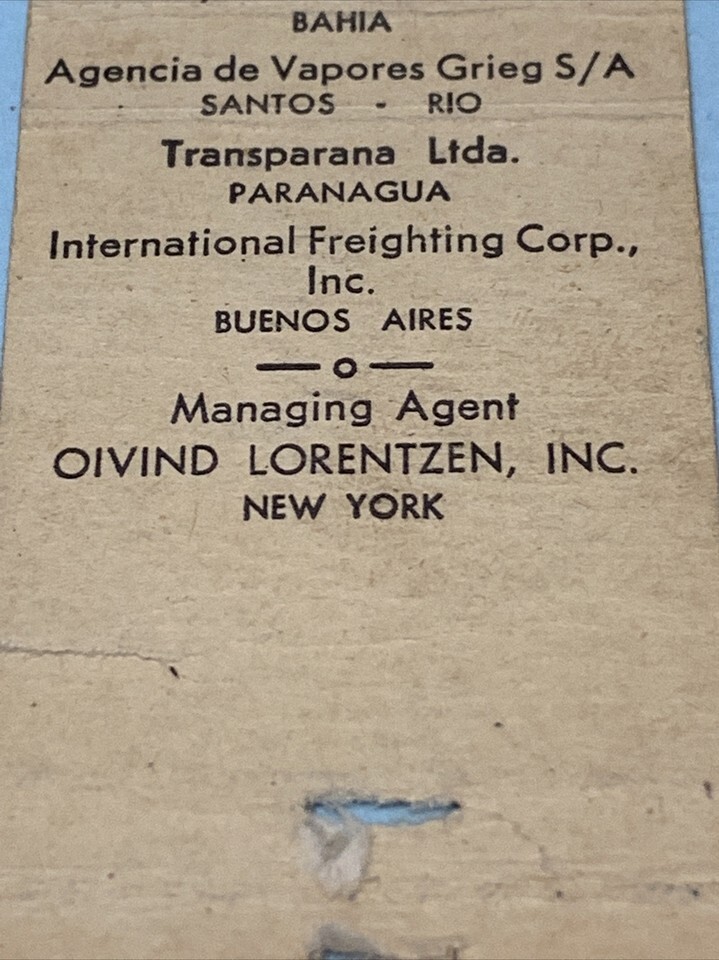 BAHIA
Agencia de Vapores Grieg S/A
SANTOS - RIO
Transparana Ltda.
PARANAGUA
International Freighting Corp.,
Inc.
BUENOS AIRES
— o —
Managing Agent
OIVIND LORENTZEN, INC.
NEW YORK